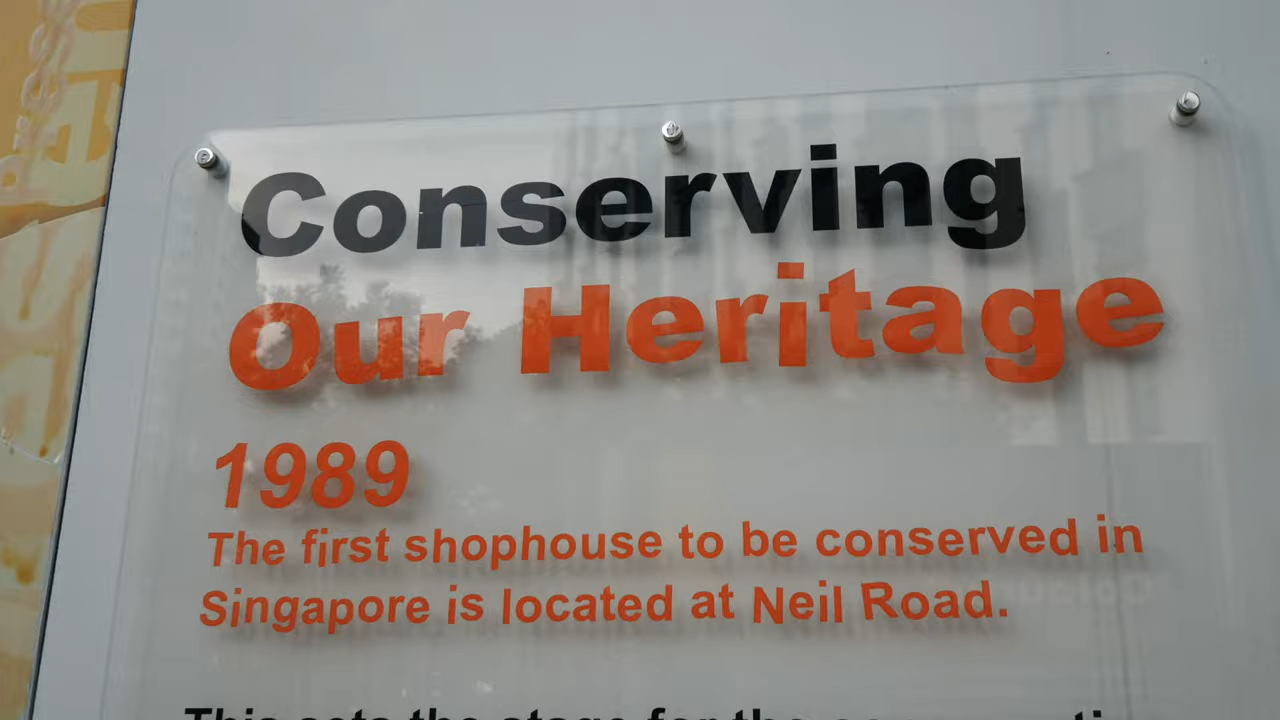 Conserving
Our Heritage
1989
The first shophouse to be conserved in
Singapore is located at Neil Road.
This sets the stage for the